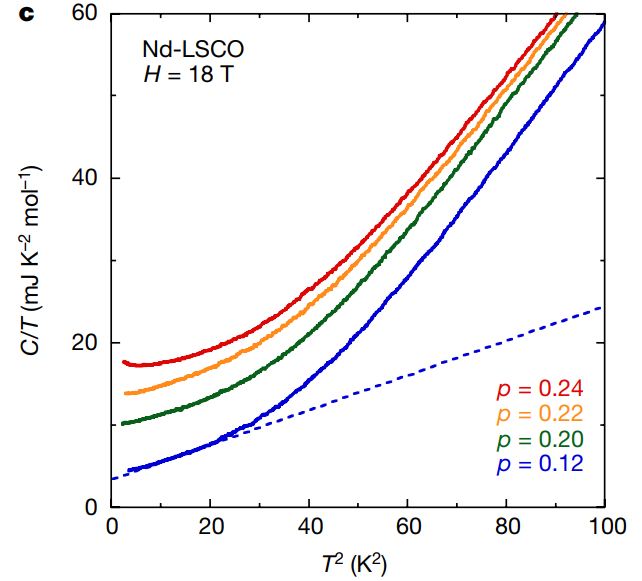 c
60
Nd-LSCO
H = 18 T
40
C/T (mJ K−2 mol−1)
20
p = 0.24
p = 0.22
p = 0.20
p = 0.12
0
0 20 40 60 80 100
T2 (K2)